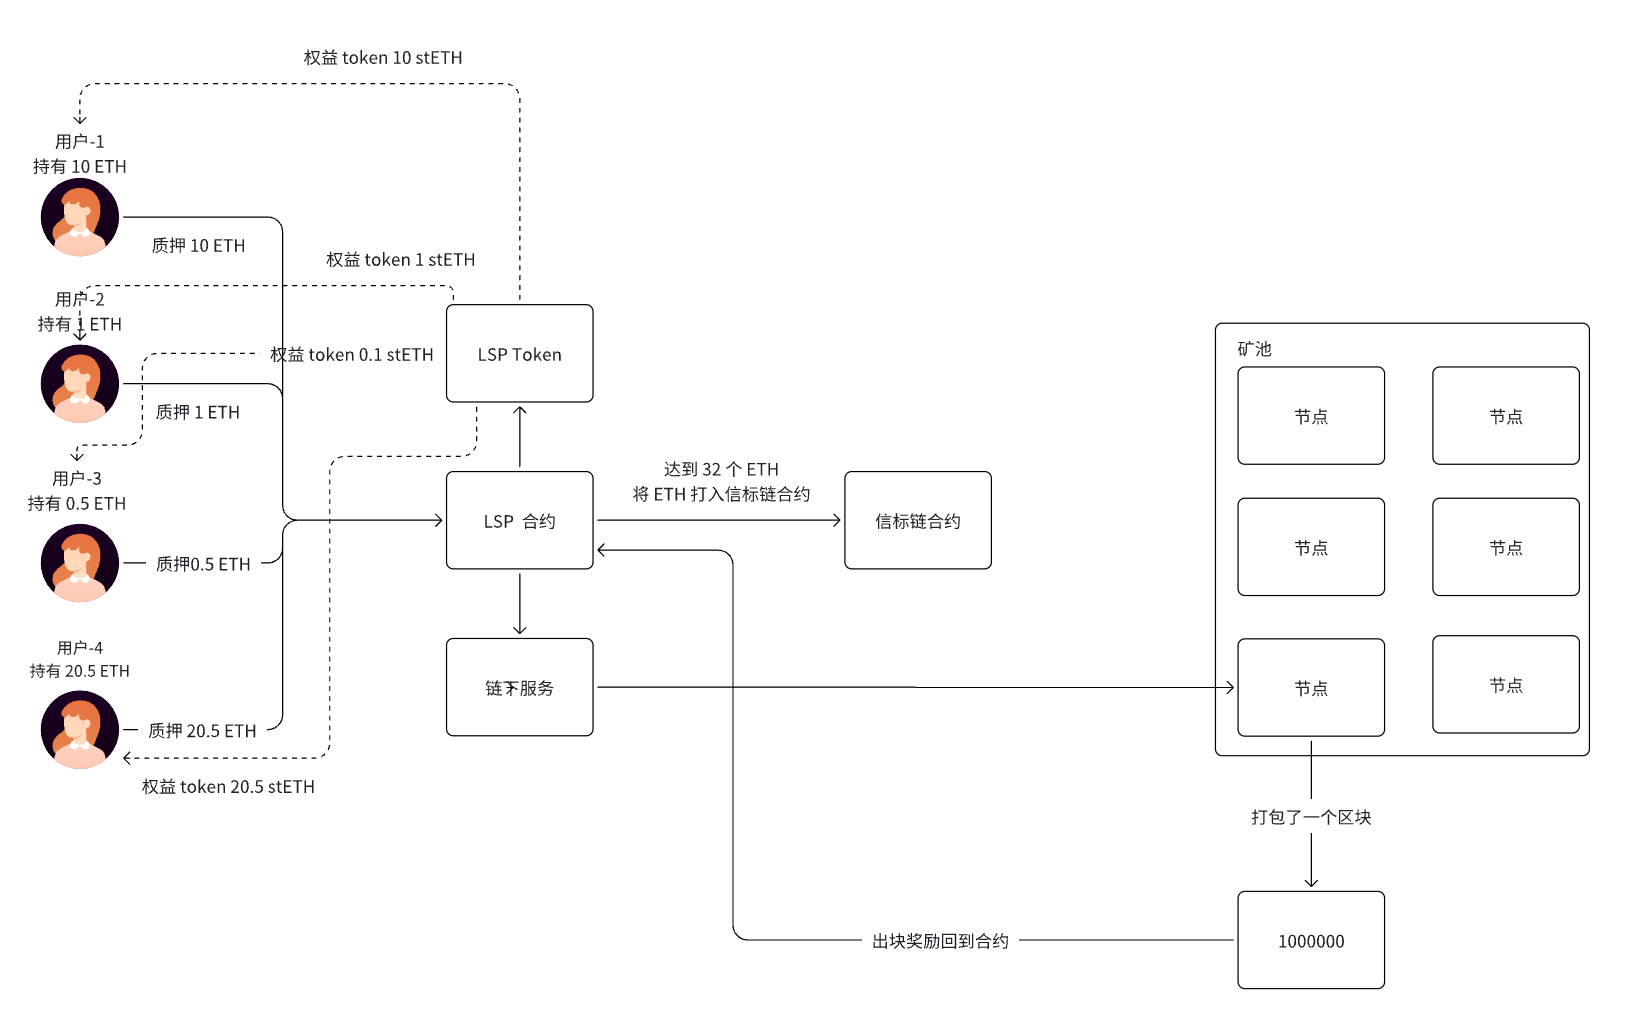 权益 token 10 stETH
用户-1
持有 10 ETH
质押 10 ETH
权益 token 1 stETH
用户-2
持有 1 ETH
权益 token 0.1 stETH
LSP Token
质押 1 ETH
用户-3
持有 0.5 ETH
达到 32 个 ETH
将 ETH 打入信标链合约
LSP 合约
信标链合约
质押0.5 ETH
用户-4
持有 20.5 ETH
链下服务
质押 20.5 ETH
权益 token 20.5 stETH
矿池
节点
节点
节点
节点
节点
节点
打包了一个区块
出块奖励回到合约
1000000